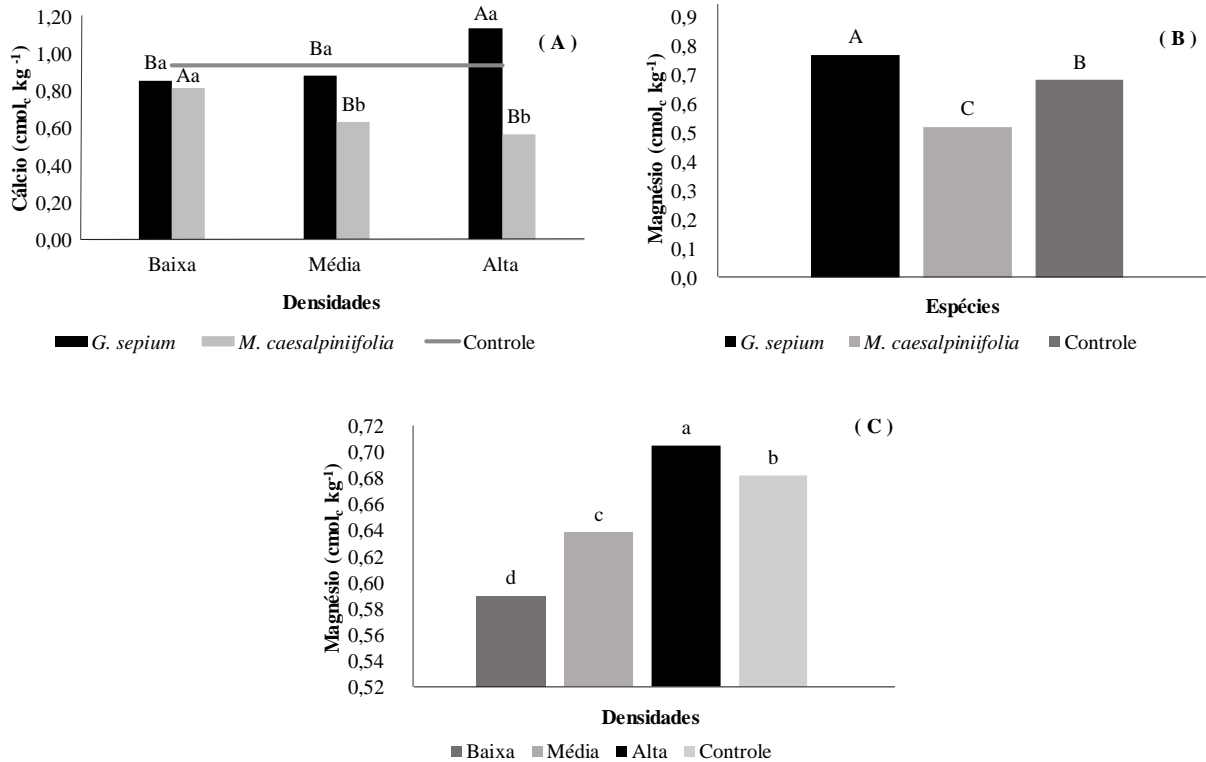 ( A )
Cálcio (cmol_c kg⁻¹)
1,20
1,00
0,80
0,60
0,40
0,20
0,00
Ba
Aa
Ba
Bb
Aa
Bb
Baixa Média Alta
Densidades
G. sepium M. caesalpiniifolia Controle
( B )
Magnésio (cmol_c kg⁻¹)
0,9
0,8
0,7
0,6
0,5
0,4
0,3
0,2
0,1
0,0
A
C
B
Espécies
G. sepium M. caesalpiniifolia Controle
( C )
Magnésio (cmol_c kg⁻¹)
0,72
0,70
0,68
0,66
0,64
0,62
0,60
0,58
0,56
0,54
0,52
d
c
a
b
Densidades
Baixa Média Alta Controle